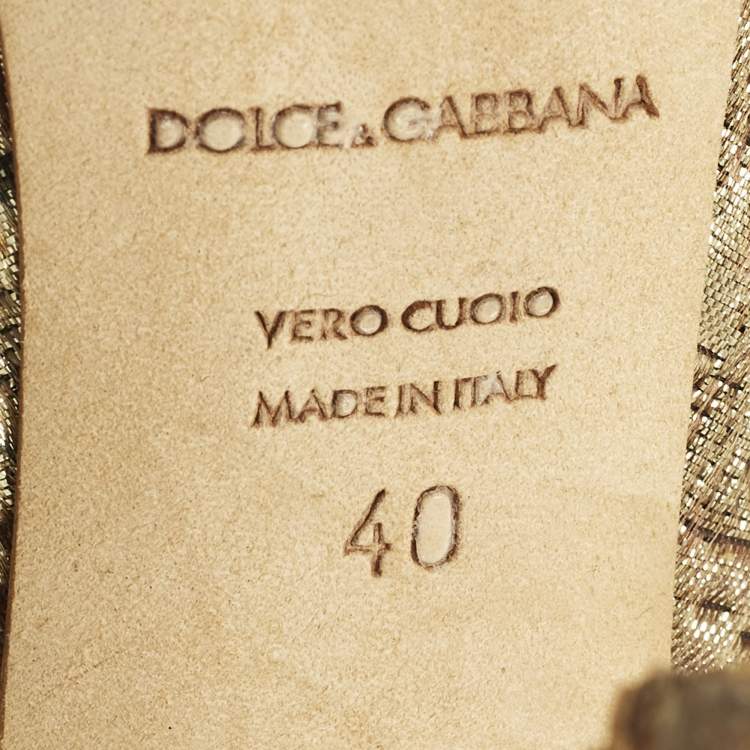 DOLCE & GABBANA
VERO CUOIO
MADE IN ITALY
40